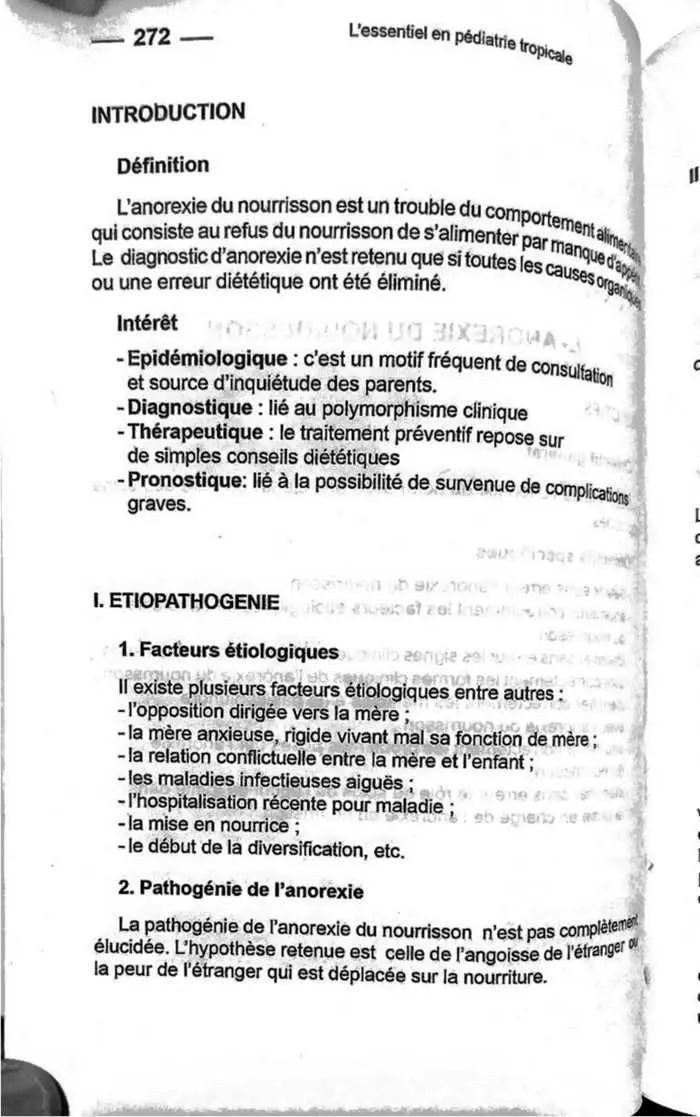 272
L'essentiel en pédiatrie tropicale
INTRODUCTION
Définition
L'anorexie du nourrisson est un trouble du comportement
qui consiste au refus du nourrisson de s'alimenter par manque
Le diagnostic d'anorexie n'est retenu que si toutes les causes
ou une erreur diététique ont été éliminé.
Intérêt
- Epidémiologique : c'est un motif fréquent de consultation
et source d'inquiétude des parents.
- Diagnostique : lié au polymorphisme clinique
- Thérapeutique : le traitement préventif repose sur
de simples conseils diététiques
- Pronostique: lié à la possibilité de survenue de complications
graves.
I. ETIOPATHOGENIE
1. Facteurs étiologiques
Il existe plusieurs facteurs étiologiques entre autres :
- l'opposition dirigée vers la mère ;
- la mère anxieuse, rigide vivant mal sa fonction de mère ;
- la relation conflictuelle entre la mère et l'enfant ;
- les maladies infectieuses aiguës ;
- l'hospitalisation récente pour maladie ;
- la mise en nourrice ;
- le début de la diversification, etc.
2. Pathogénie de l'anorexie
La pathogénie de l'anorexie du nourrisson n'est pas complètement
élucidée. L'hypothèse retenue est celle de l'angoisse de l'étranger ou
la peur de l'étranger qui est déplacée sur la nourriture.